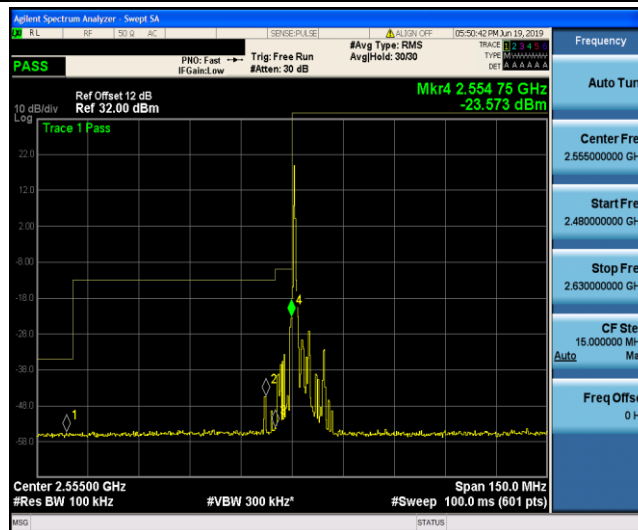 Agilent Spectrum Analyzer - Swept SA
RL RF 50 Ω AC SENSE:PULSE ALIGN OFF 05:50:42 PM Jun 19, 2019
PASS
PNO: Fast
IFGain:Low
Trig: Free Run
#Atten: 30 dB
#Avg Type: RMS
Avg|Hold: 30/30
TRACE 1 2 3 4 5 6
TYPE M
DET A A A A A A
Ref Offset 12 dB
10 dB/div Ref 32.00 dBm
Log
Mkr4 2.554 75 GHz
-23.573 dBm
Trace 1 Pass
22.0
12.0
2.00
-8.00
-18.0
-28.0
-38.0
-48.0
-58.0
4
2
1
Center 2.55500 GHz Span 150.0 MHz
#Res BW 100 kHz #VBW 300 kHz* #Sweep 100.0 ms (601 pts)
MSG STATUS
Frequency
Auto Tun
Center Fre
2.555000000 GH
Start Fre
2.480000000 GH
Stop Fre
2.630000000 GH
CF Ste
15.000000 MH
Auto Ma
Freq Offse
0 H